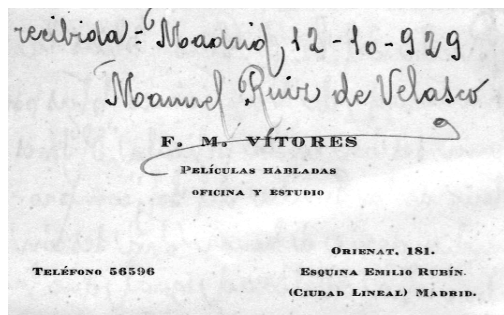 recibida = Madrid, 12-10-929
Manuel Ruiz de Velasco
F. M. VÍTORES
PELÍCULAS HABLADAS
OFICINA Y ESTUDIO
ORIENAT, 181.
TELÉFONO 56596
ESQUINA EMILIO RUBÍN.
(CIUDAD LINEAL) MADRID.